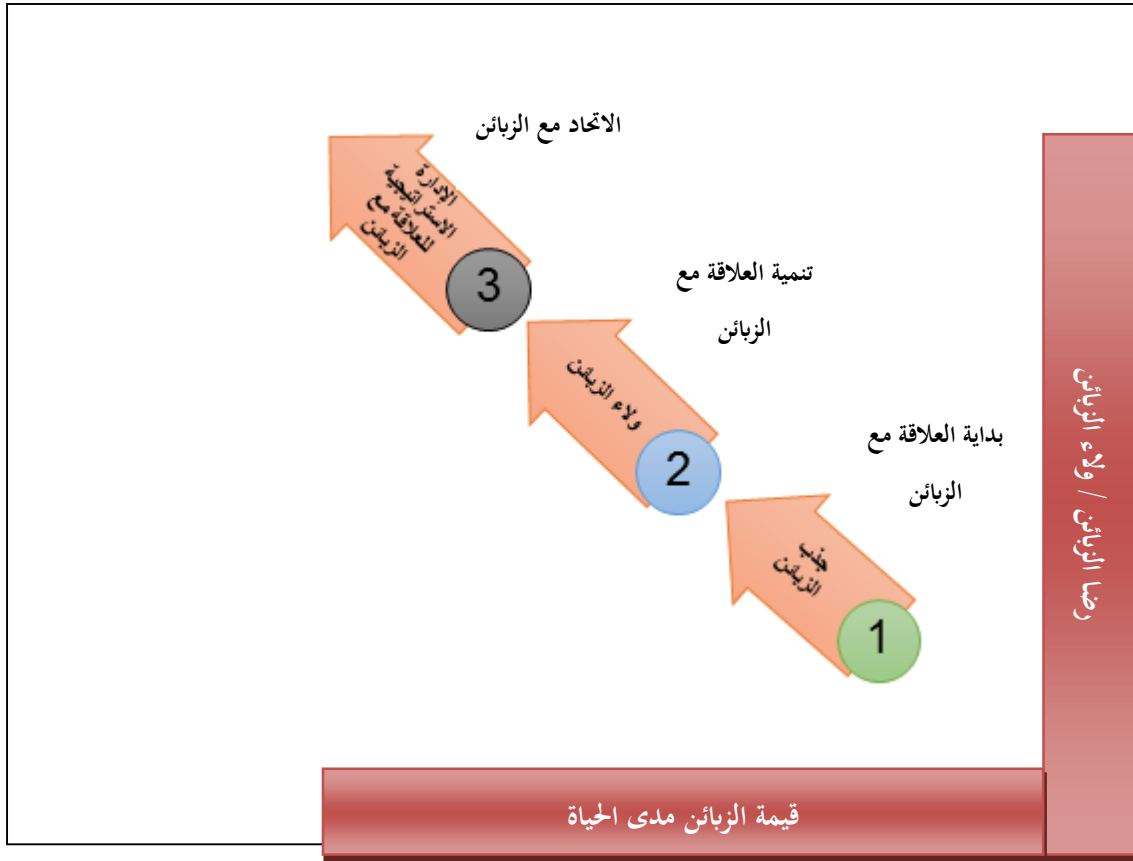 الاتحاد مع الزبائن
الإدارة
الاستراتيجية
للعلاقة مع
الزبائن
3
تنمية العلاقة مع
الزبائن
ولاء الزبائن
2
بداية العلاقة مع
الزبائن
جذب
الزبائن
1
رضا الزبائن / ولاء الزبائن
قيمة الزبائن مدى الحياة